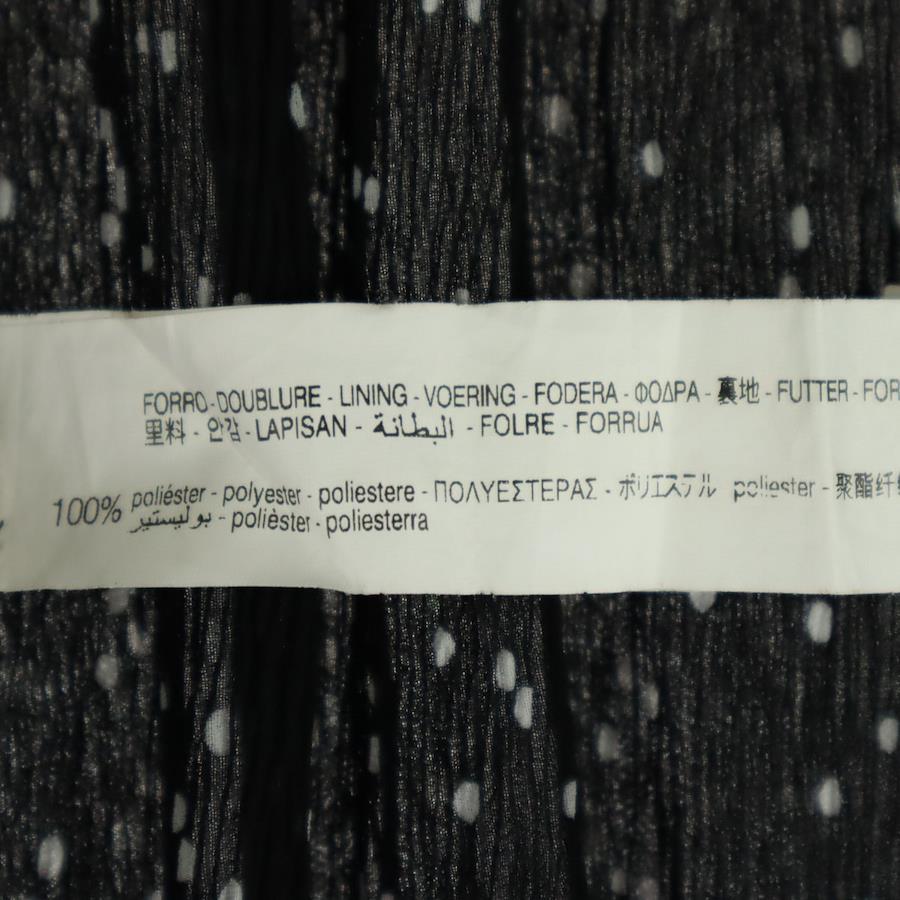 FORRO-DOUBLURE - LINING - VOERING - FODERA - ΦΟΔΡΑ - 裏地 - FUTTER - FOR
里料 - 안감 - LAPISAN - البطانة - FOLRE - FORRUA
100% poliéster - polyester - poliestere - ΠΟΛΥΕΣΤΕΡΑΣ - ポリエステル poliester - 聚酯纤
بوليستير - polièster - poliesterra